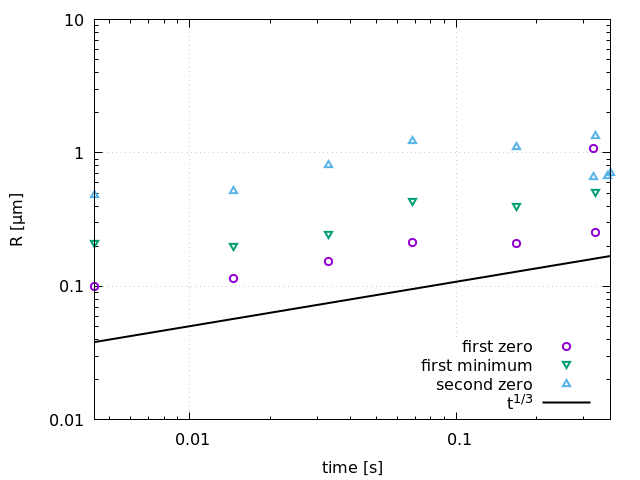 10
1
0.1
0.01
R [µm]
first zero
first minimum
second zero
t^1/3
0.01 0.1
time [s]